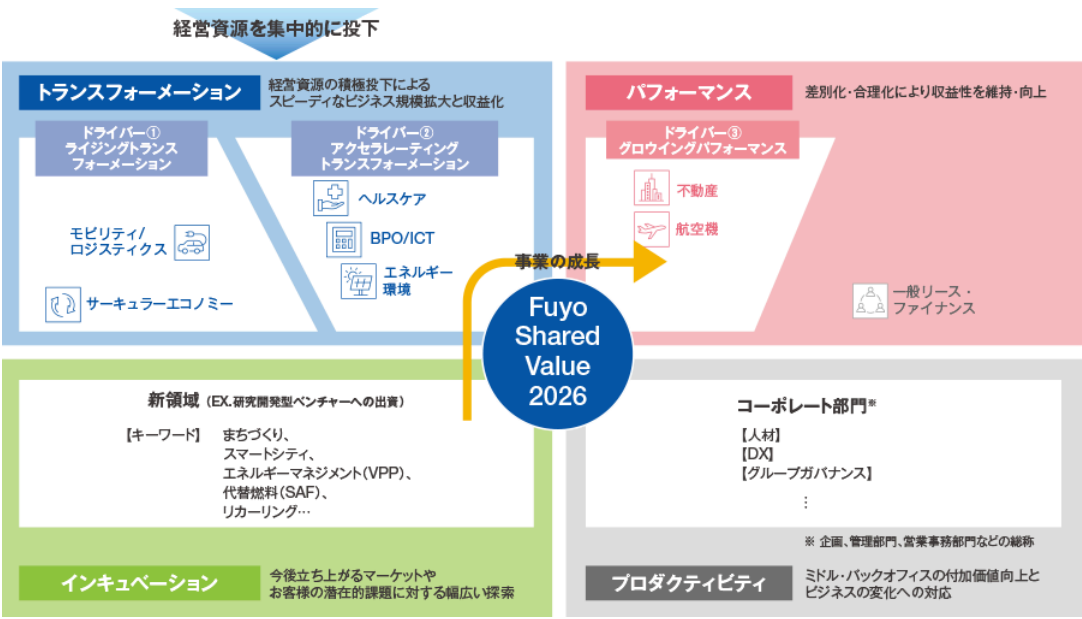 経営資源を集中的に投下
トランスフォーメーション
経営資源の積極投下による
スピーディなビジネス規模拡大と収益化
ドライバー①
ライジングトランス
フォーメーション
ドライバー②
アクセラレーティング
トランスフォーメーション
モビリティ/
ロジスティクス
サーキュラーエコノミー
ヘルスケア
BPO/ICT
エネルギー
環境
パフォーマンス
差別化・合理化により収益性を維持・向上
ドライバー③
グロウイングパフォーマンス
不動産
航空機
一般リース・
ファイナンス
事業の成長
Fuyo
Shared
Value
2026
新領域 (EX.研究開発型ベンチャーへの出資)
【キーワード】 まちづくり、
スマートシティ、
エネルギーマネジメント(VPP)、
代替燃料(SAF)、
リカーリング…
インキュベーション
今後立ち上がるマーケットや
お客様の潜在的課題に対する幅広い探索
コーポレート部門※
【人材】
【DX】
【グループガバナンス】
⋮
※ 企画、管理部門、営業事務部門などの総称
プロダクティビティ
ミドル・バックオフィスの付加価値向上と
ビジネスの変化への対応